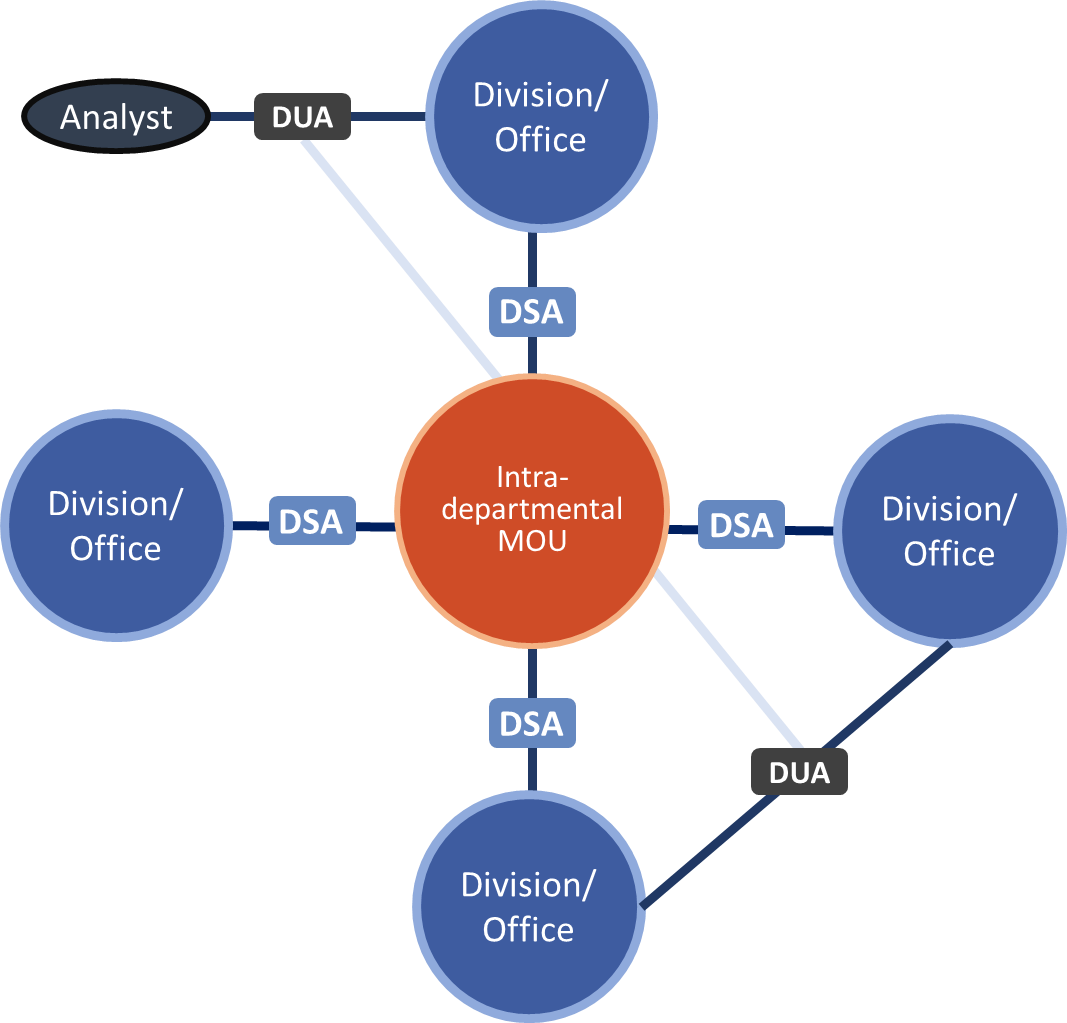 Analyst
DUA
Division/
Office
DSA
Division/
Office
DSA
Intra-
departmental
MOU
DSA
Division/
Office
DSA
DUA
Division/
Office